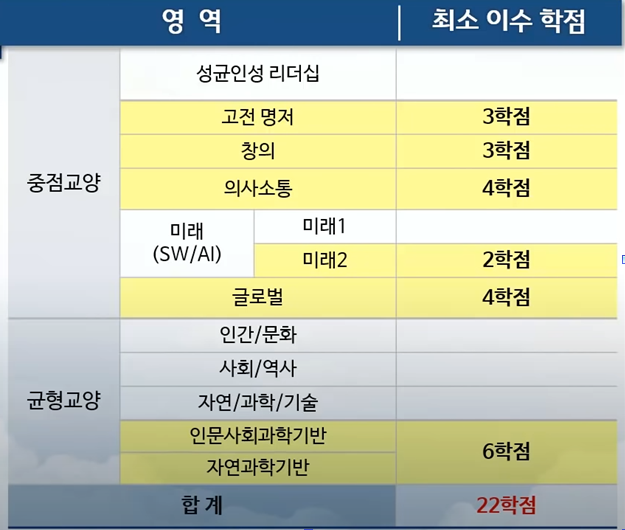 영 역 최소 이수 학점
중점교양
성균인성 리더십
고전 명저 3학점
창의 3학점
의사소통 4학점
미래
(SW/AI)
미래1
미래2 2학점
글로벌 4학점
균형교양
인간/문화
사회/역사
자연/과학/기술
인문사회과학기반
자연과학기반
6학점
합 계 22학점